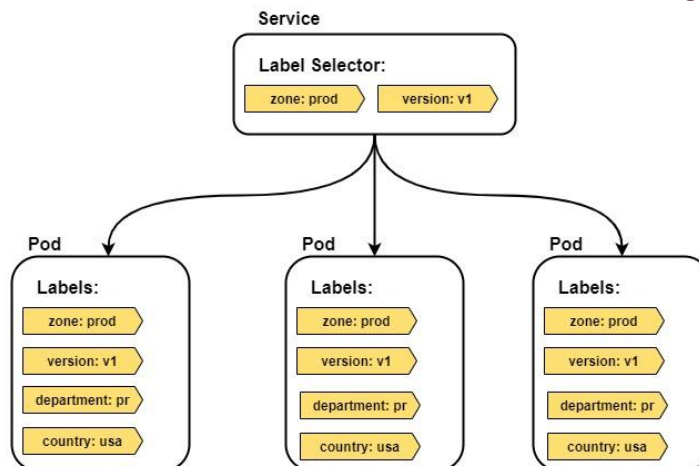 Service
Label Selector:
zone: prod version: v1
Pod Pod Pod
Labels: Labels: Labels:
zone: prod zone: prod zone: prod
version: v1 version: v1 version: v1
department: pr department: pr department: pr
country: usa country: usa country: usa